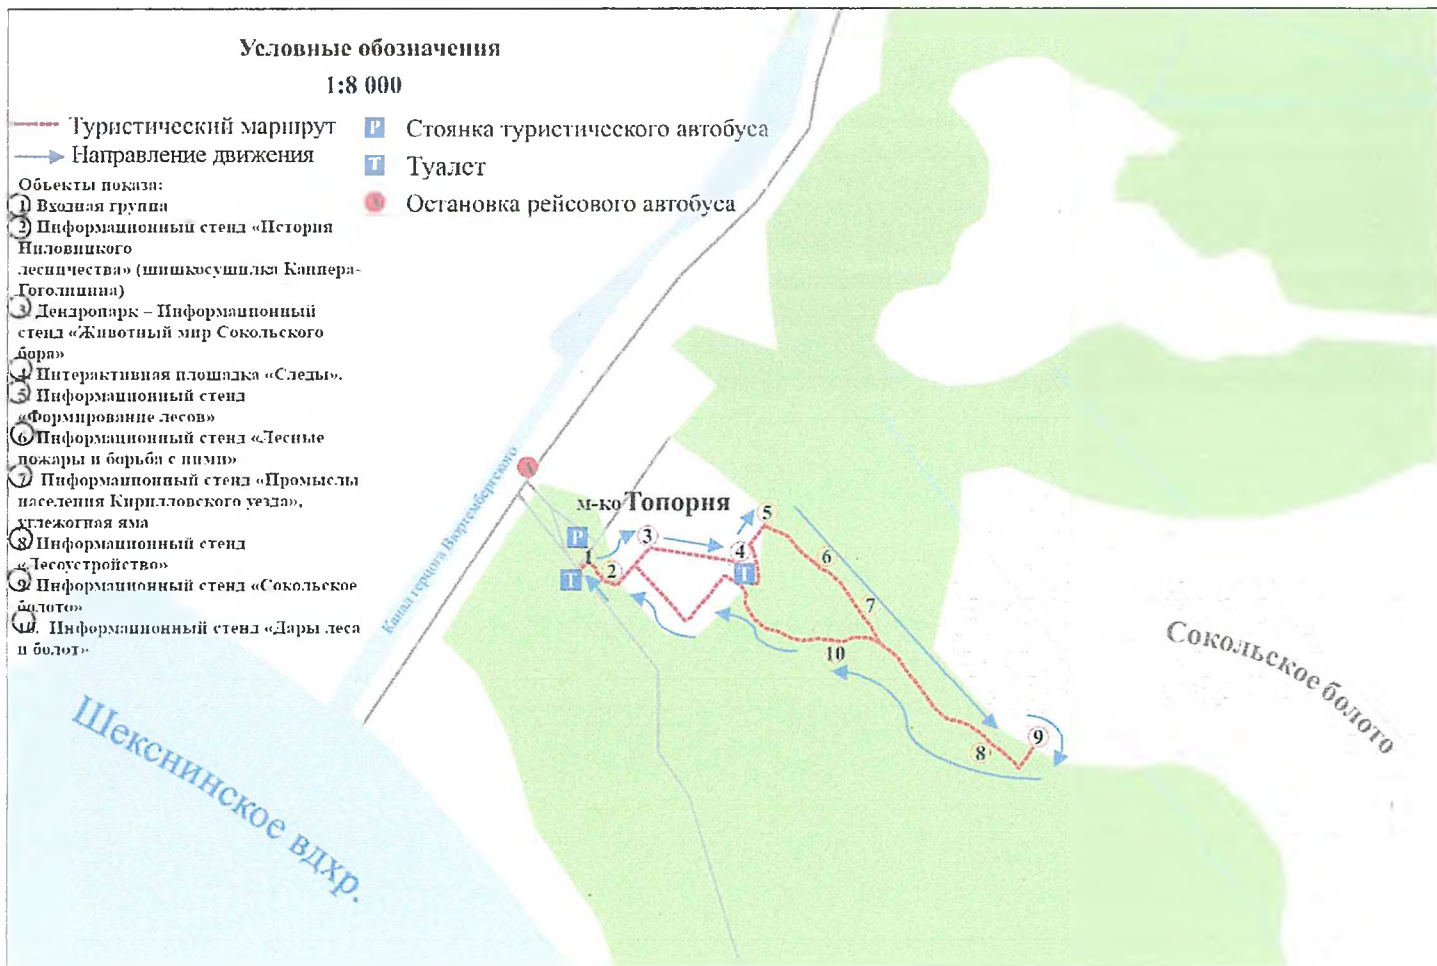 Условные обозначения
1:8 000
Туристический маршрут
Направление движения
Р Стоянка туристического автобуса
Т Туалет
Остановка рейсового автобуса
Объекты показа:
1 Входная группа
2 Информационный стенд «История
Ниловицкого
лесничества» (шишкосушилка Каппера-
Гоголицина)
3. Дендропарк – Информационный
стенд «Животный мир Сокольского
бора»
4. Интерактивная площадка «Следы».
5. Информационный стенд
«Формирование лесов»
6. Информационный стенд «Лесные
пожары и борьба с ними»
7. Информационный стенд «Промыслы
населения Кирилловского уезда»,
углежогная яма
8 Информационный стенд
«Лесоустройство»
9. Информационный стенд «Сокольское
болото»
10. Информационный стенд «Дары леса
и болот»
Канал герцога Вюртембергского
м-ко Топорня
Р
Т
1
2
3
4
Т
5
6
7
10
8
9
Сокольское болото
Шекснинское вдхр.